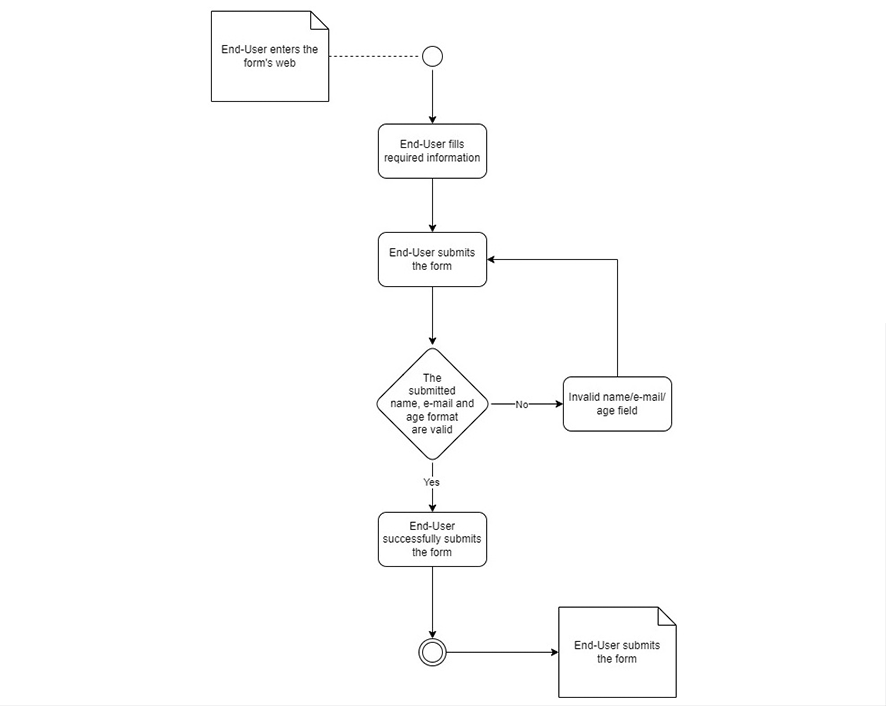 End-User enters the
form's web
End-User fills
required information
End-User submits
the form
The
submitted
name, e-mail and
age format
are valid
No
Invalid name/e-mail/
age field
Yes
End-User
successfully submits
the form
End-User submits
the form